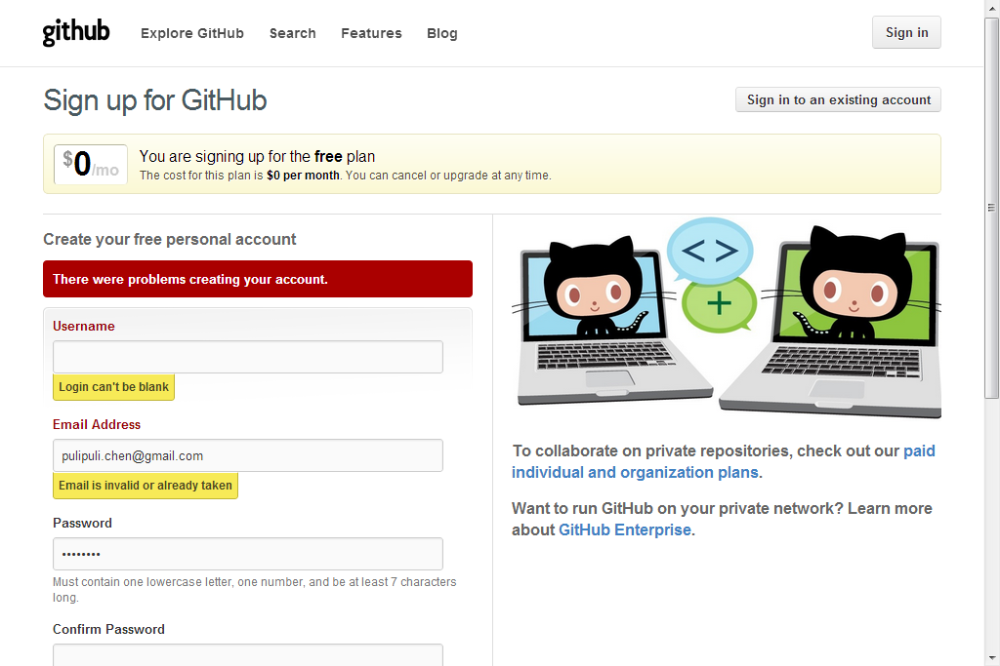 github
Explore GitHub
Search
Features
Blog
Sign in
Sign up for GitHub
Sign in to an existing account
$0/mo
You are signing up for the free plan
The cost for this plan is $0 per month. You can cancel or upgrade at any time.
Create your free personal account
There were problems creating your account.
Username
Login can't be blank
Email Address
pulipuli.chen@gmail.com
Email is invalid or already taken
Password
••••••••
Must contain one lowercase letter, one number, and be at least 7 characters
long.
Confirm Password
< >
+
To collaborate on private repositories, check out our paid
individual and organization plans.
Want to run GitHub on your private network? Learn more
about GitHub Enterprise.